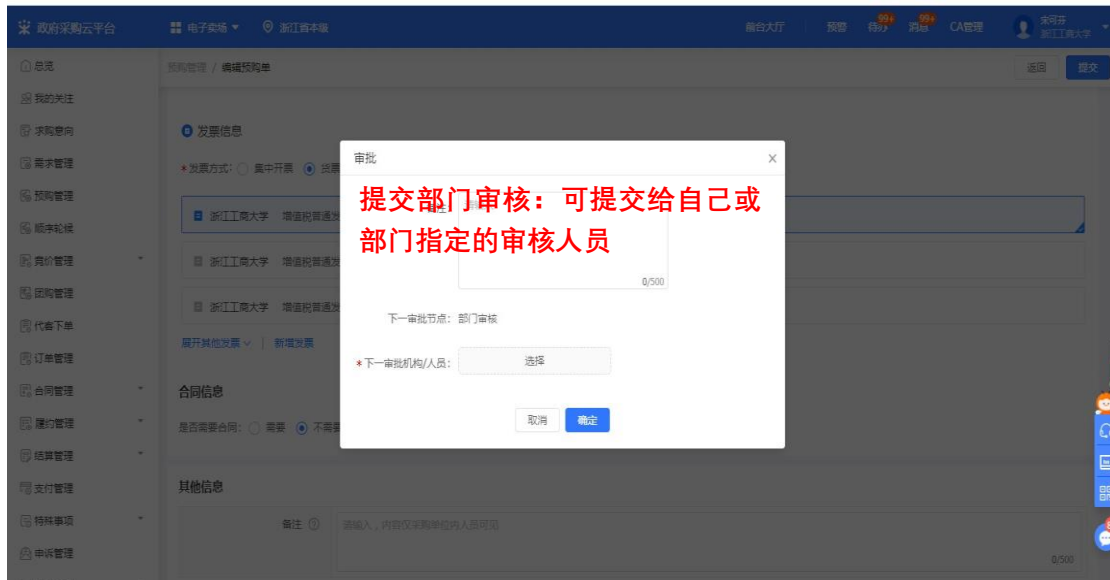 政府采购云平台
电子卖场
浙江省本级
前台大厅
预警
待办
99+
消息
99+
CA管理
浙江工商大学
总览
我的关注
求购意向
需求管理
预购管理
顺序轮候
竞价管理
团购管理
代客下单
订单管理
合同管理
履约管理
结算管理
支付管理
特殊事项
申诉管理
预购管理 / 编辑预购单
返回
提交
发票信息
*发票方式: 集中开票 货票
浙江工商大学 增值税普通发
浙江工商大学 增值税普通发
浙江工商大学 增值税普通发
展开其他发票 | 新增发票
合同信息
是否需要合同: 需要 不需要
其他信息
备注
请输入，内容仅采购单位内人员可见
0/500
审批
提交部门审核：可提交给自己或
部门指定的审核人员
0/500
下一审批节点: 部门审核
*下一审批机构/人员: 选择
取消
确定